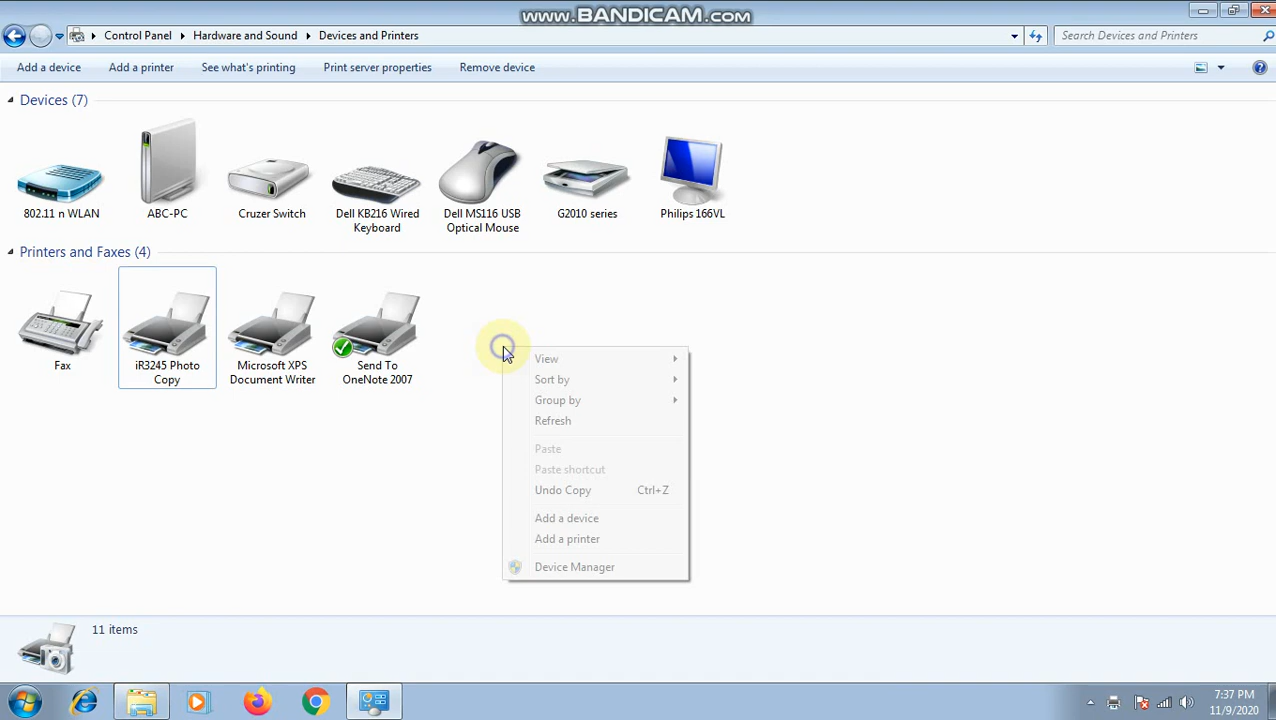 www.BANDICAM.com
Control Panel Hardware and Sound Devices and Printers
Search Devices and Printers
Add a device Add a printer See what's printing Print server properties Remove device
Devices (7)
802.11 n WLAN
ABC-PC
Cruzer Switch
Dell KB216 Wired
Keyboard
Dell MS116 USB
Optical Mouse
G2010 series
Philips 166VL
Printers and Faxes (4)
Fax
iR3245 Photo
Copy
Microsoft XPS
Document Writer
Send To
OneNote 2007
View
Sort by
Group by
Refresh
Paste
Paste shortcut
Undo Copy Ctrl+Z
Add a device
Add a printer
Device Manager
11 items
7:37 PM
11/9/2020